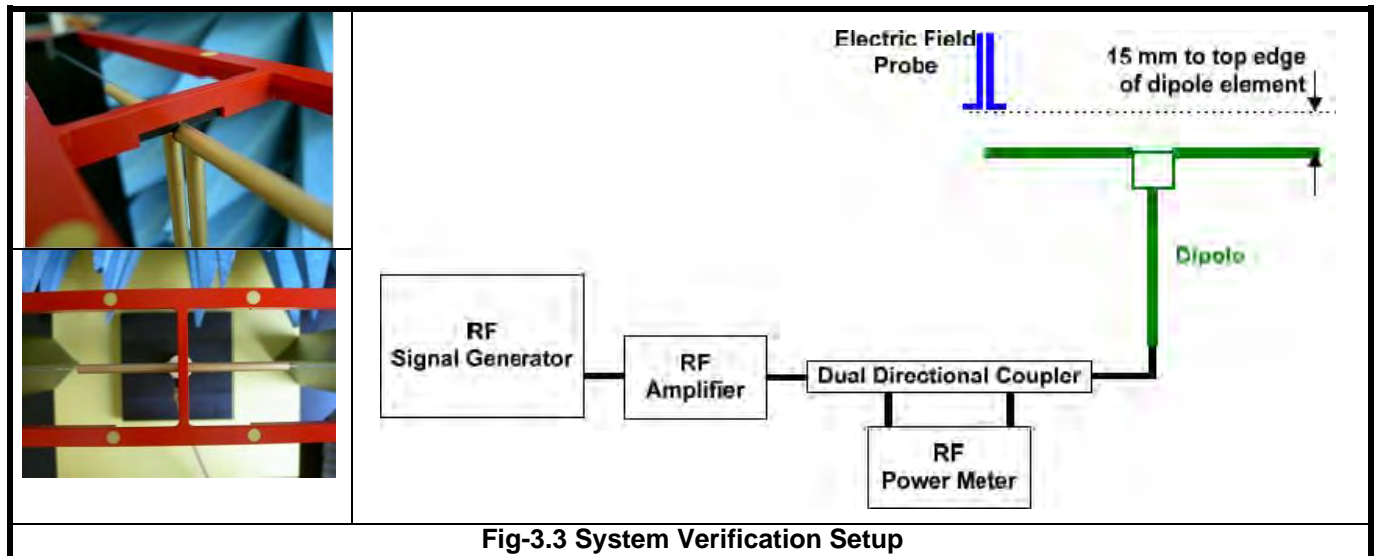 Electric Field
Probe
15 mm to top edge
of dipole element
Dipole
RF
Signal Generator
RF
Amplifier
Dual Directional Coupler
RF
Power Meter
Fig-3.3 System Verification Setup